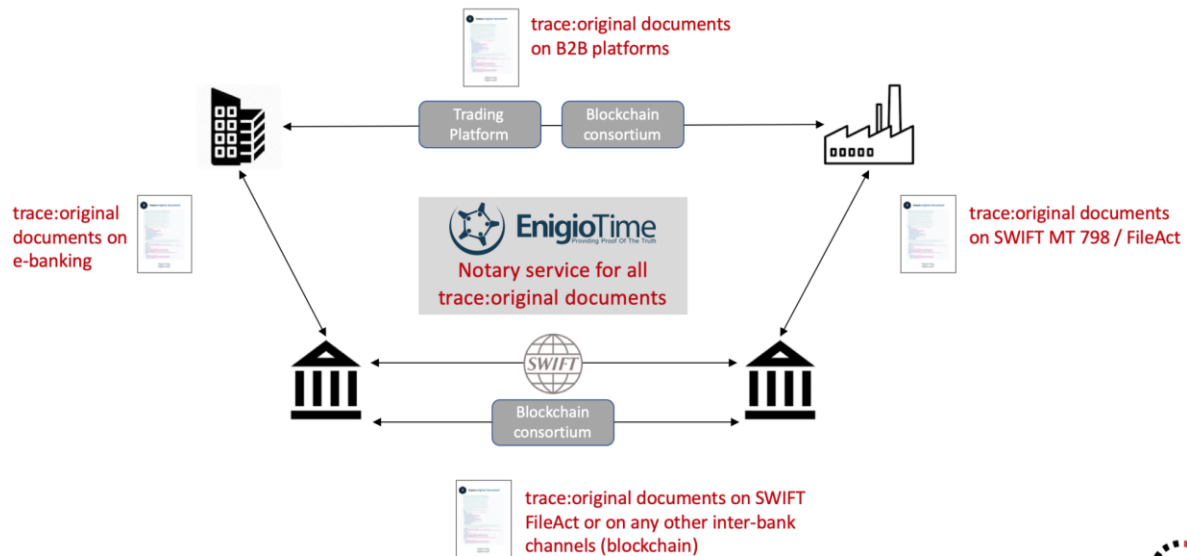 trace:original documents
on B2B platforms
Trading
Platform
Blockchain
consortium
trace:original
documents on
e-banking
EnigioTime
Providing Proof Of The Truth
Notary service for all
trace:original documents
trace:original documents
on SWIFT MT 798 / FileAct
SWIFT
Blockchain
consortium
trace:original documents on SWIFT
FileAct or on any other inter-bank
channels (blockchain)